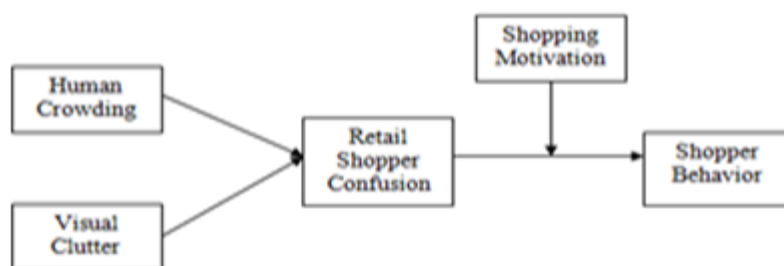 Shopping
Motivation
Human
Crowding
Retail
Shopper
Confusion
Shopper
Behavior
Visual
Clutter